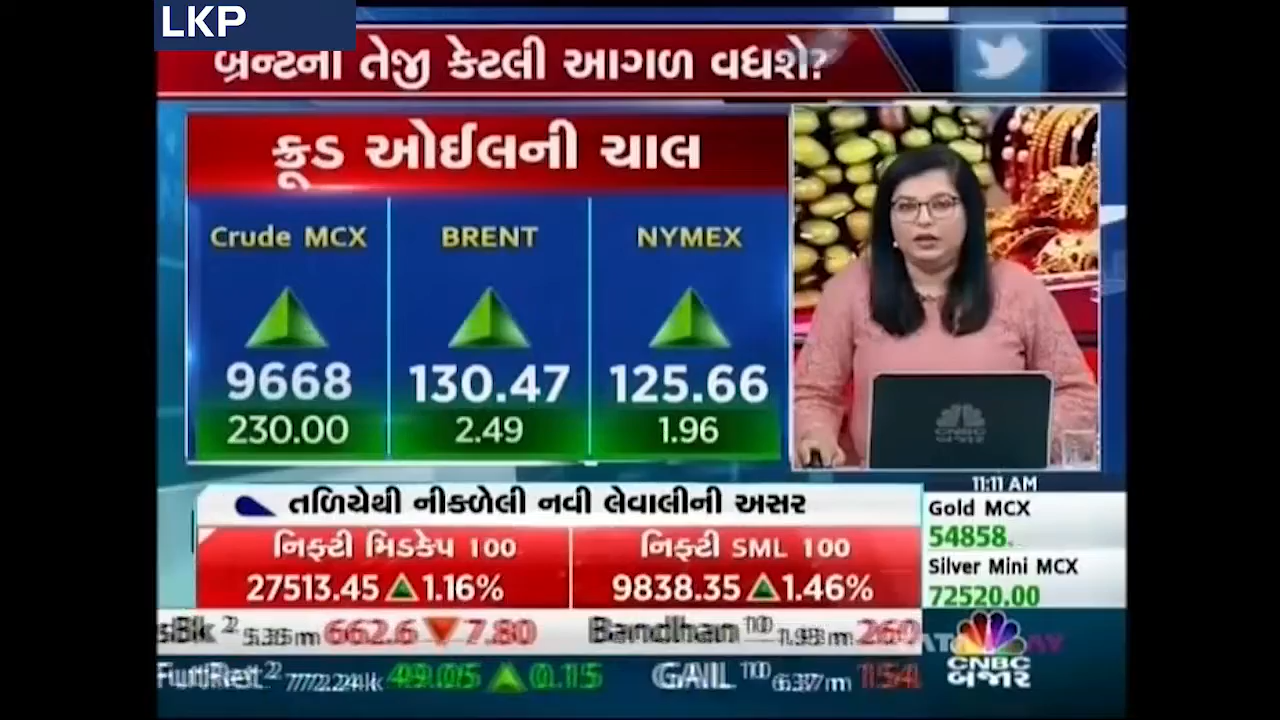 LKP
બ્રેન્ટની તેજી કેટલી આગળ વધશે?
ક્રૂડ ઓઈલની ચાલ
Crude MCX
9668
230.00
BRENT
130.47
2.49
NYMEX
125.66
1.96
CNBC
બજાર
11:11 AM
તળિયેથી નીકળેલી નવી લેવાલીની અસર
નિફ્ટી મિડકેપ 100
27513.45 1.16%
નિફ્ટી SML 100
9838.35 1.46%
Gold MCX
54858.
Silver Mini MCX
72520.00
662.6 7.80 Bandhan
49.05 0.15 GAIL 154
CNBC
બજાર